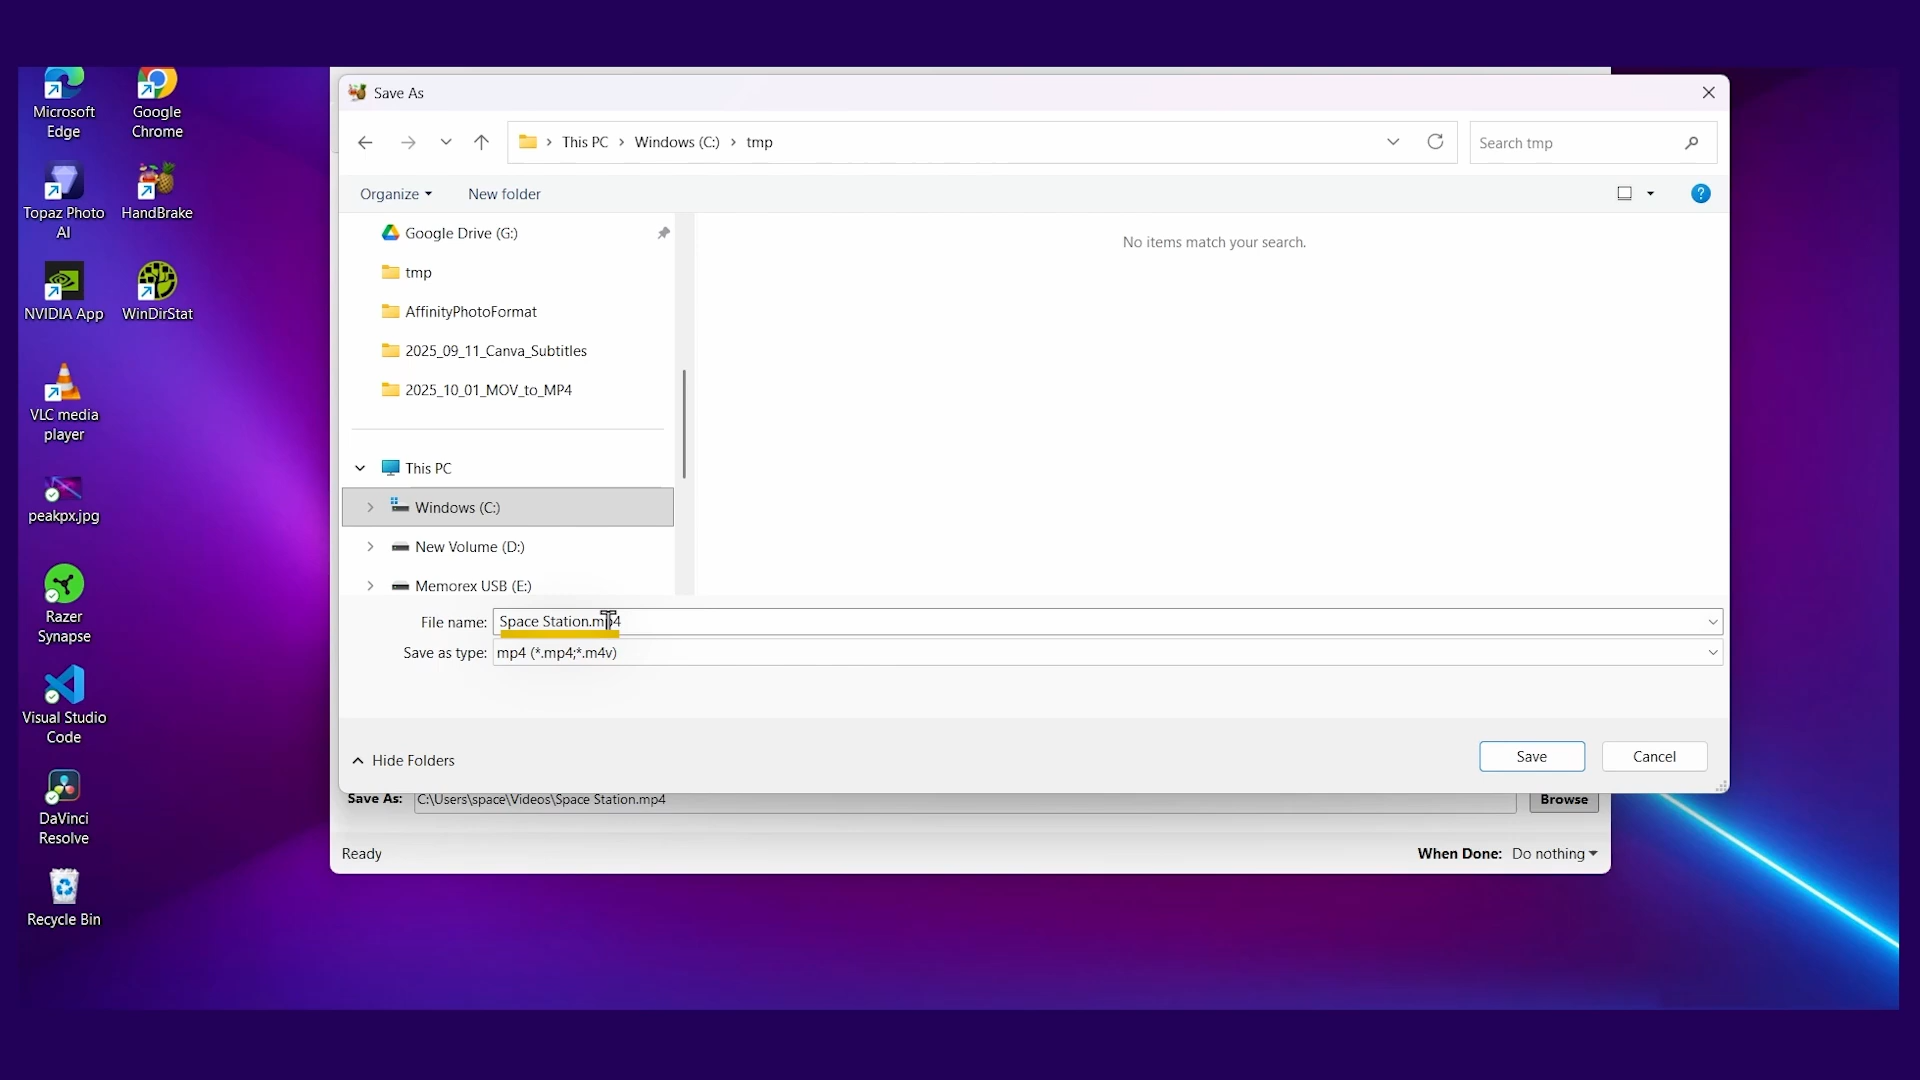 Microsoft
Edge
Google
Chrome
Topaz Photo
AI
HandBrake
NVIDIA App
WinDirStat
VLC media
player
peakpx.jpg
Razer
Synapse
Visual Studio
Code
DaVinci
Resolve
Recycle Bin
Save As
This PC > Windows (C:) > tmp
Search tmp
Organize
New folder
?
Google Drive (G:)
tmp
AffinityPhotoFormat
2025_09_11_Canva_Subtitles
2025_10_01_MOV_to_MP4
This PC
Windows (C:)
New Volume (D:)
Memorex USB (E:)
No items match your search.
File name: Space Station.mp4
Save as type: mp4 (*.mp4;*.m4v)
Hide Folders
Save
Cancel
Save As: C:\Users\space\Videos\Space Station.mp4
Browse
Ready
When Done: Do nothing